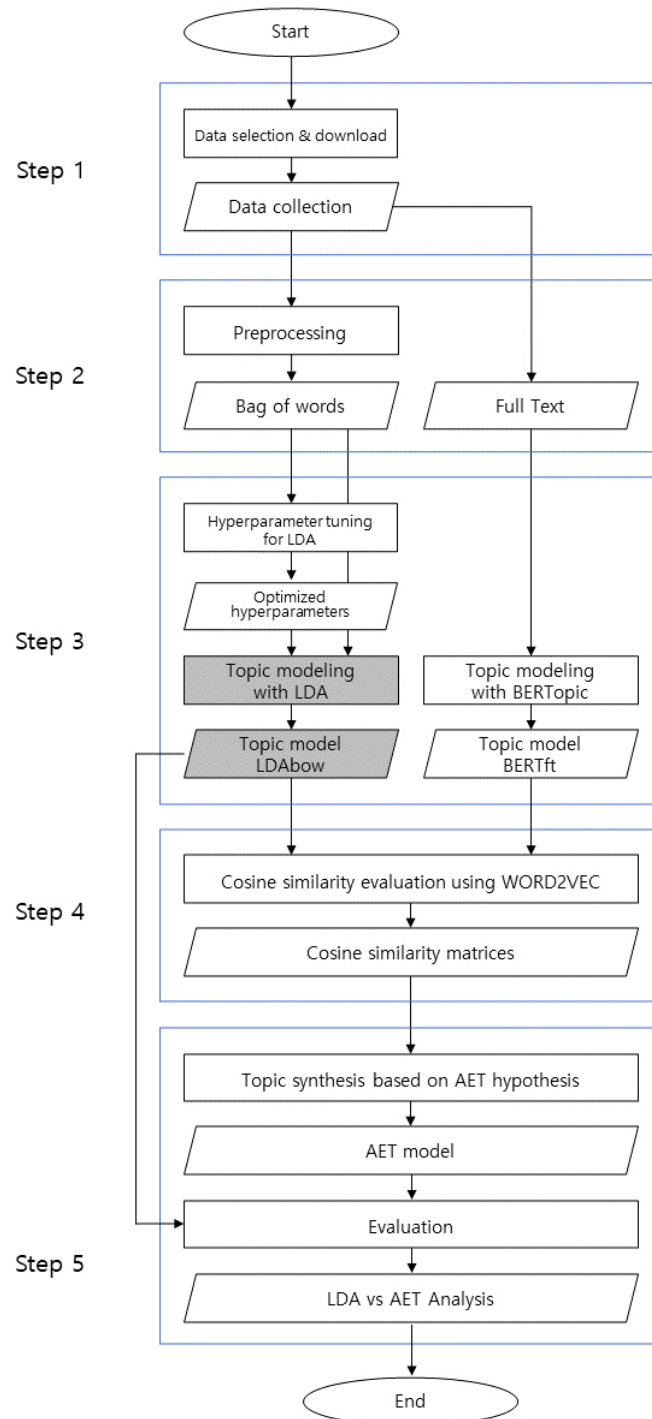 Start
Step 1
Data selection & download
Data collection
Step 2
Preprocessing
Bag of words
Full Text
Step 3
Hyperparameter tuning
for LDA
Optimized
hyperparameters
Topic modeling
with LDA
Topic modeling
with BERTopic
Topic model
LDAbow
Topic model
BERTft
Step 4
Cosine similarity evaluation using WORD2VEC
Cosine similarity matrices
Step 5
Topic synthesis based on AET hypothesis
AET model
Evaluation
LDA vs AET Analysis
End